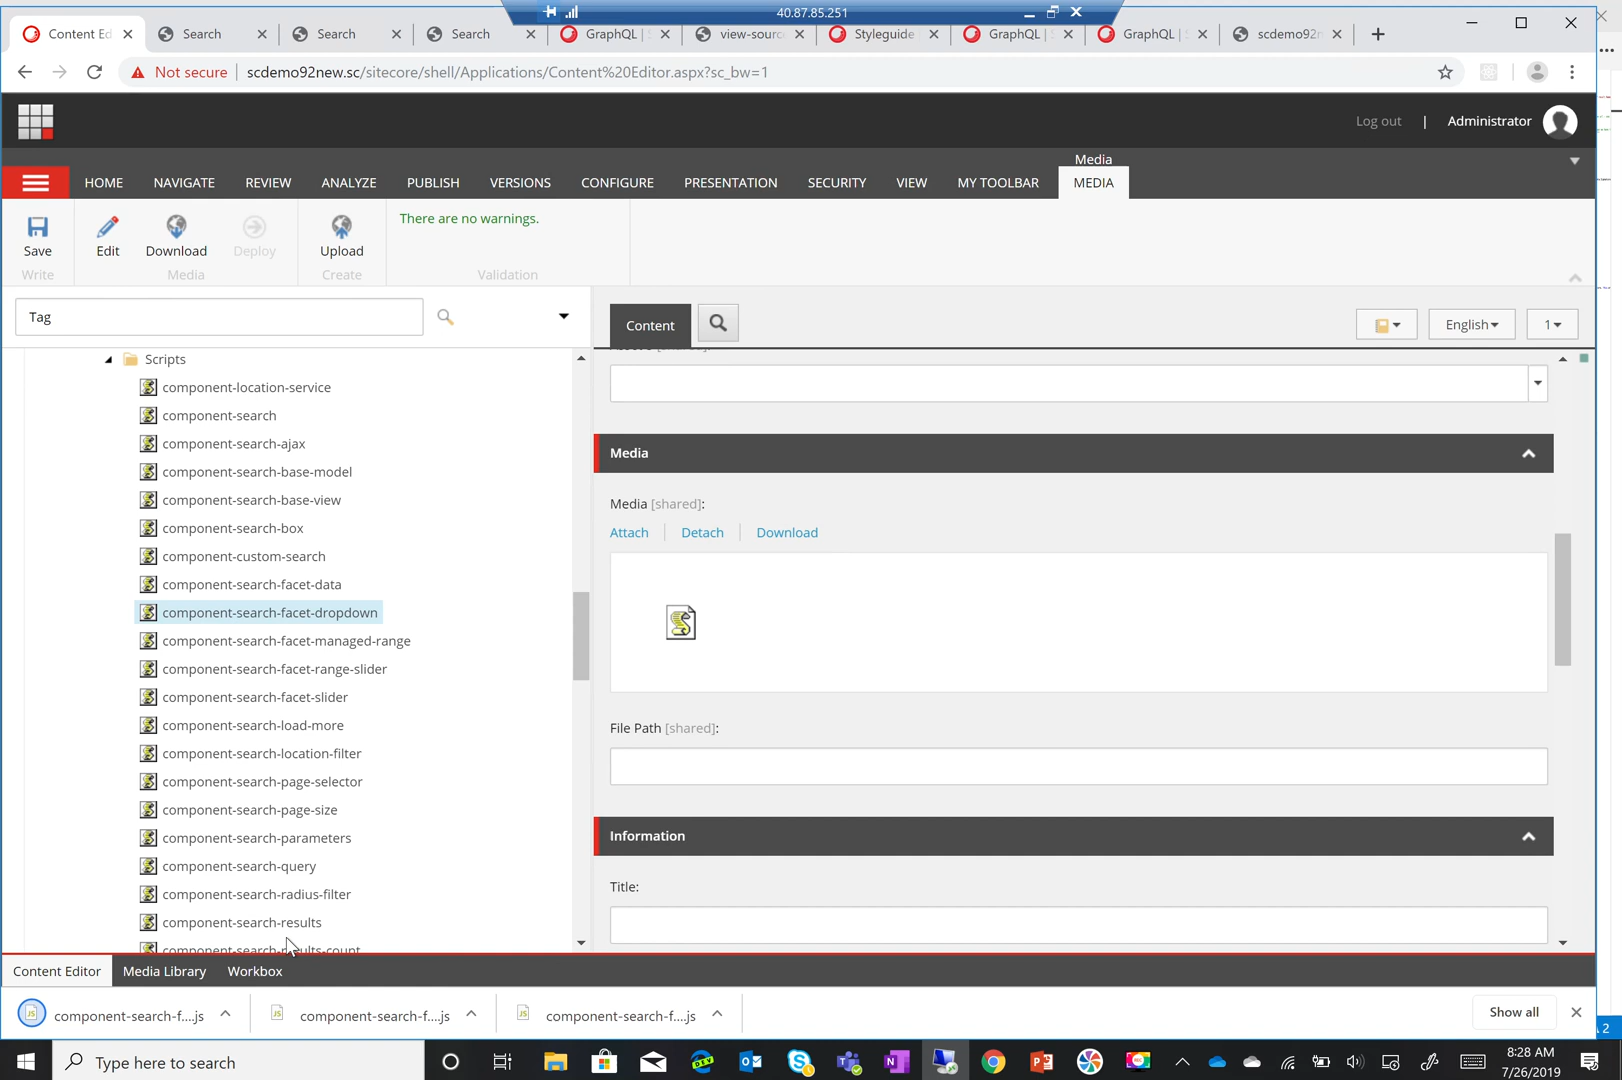 40.87.85.251
Content Ed
Search
Search
Search
GraphQL | S
view-sourc
Styleguide
GraphQL | S
GraphQL | S
scdemo92n
Not secure
scdemo92new.sc/sitecore/shell/Applications/Content%20Editor.aspx?sc_bw=1
Log out | Administrator
Media
HOME NAVIGATE REVIEW ANALYZE PUBLISH VERSIONS CONFIGURE PRESENTATION SECURITY VIEW MY TOOLBAR MEDIA
There are no warnings.
Save Edit Download Deploy Upload
Write Media Create Validation
Tag
Content
English
1
Scripts
component-location-service
component-search
component-search-ajax
component-search-base-model
component-search-base-view
component-search-box
component-custom-search
component-search-facet-data
component-search-facet-dropdown
component-search-facet-managed-range
component-search-facet-range-slider
component-search-facet-slider
component-search-load-more
component-search-location-filter
component-search-page-selector
component-search-page-size
component-search-parameters
component-search-query
component-search-radius-filter
component-search-results
component-search-results-count
Media
Media [shared]:
Attach Detach Download
File Path [shared]:
Information
Title:
Content Editor Media Library Workbox
component-search-f....js
component-search-f....js
component-search-f....js
Show all
Type here to search
8:28 AM
7/26/2019